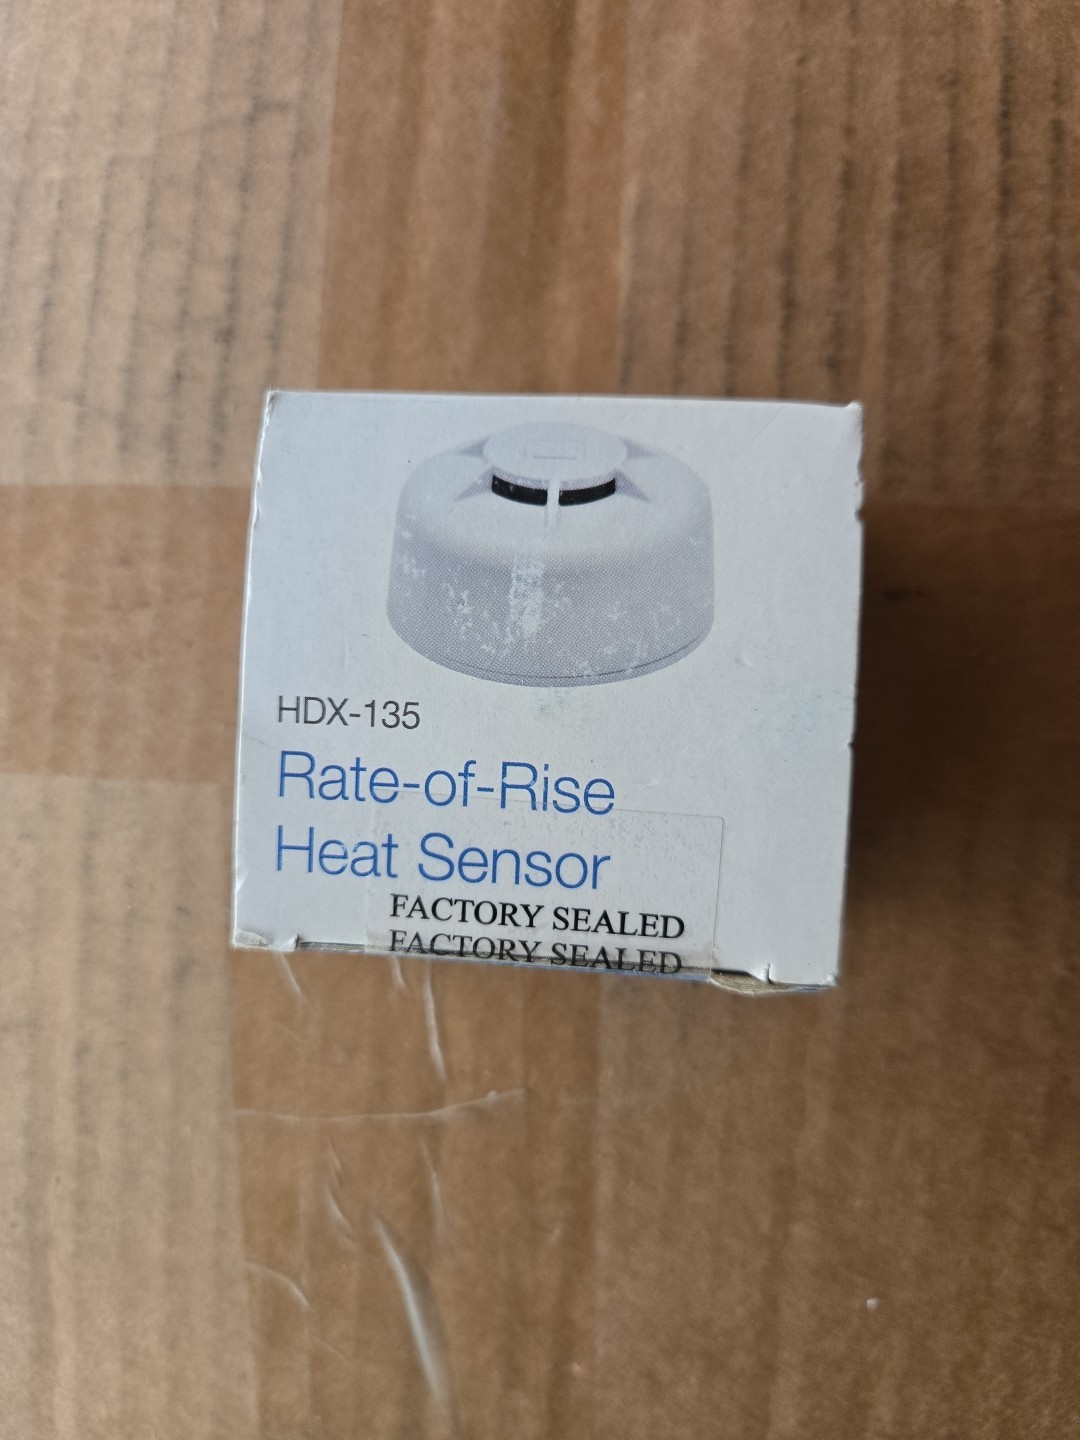 HDX-135
Rate-of-Rise
Heat Sensor
FACTORY SEALED
FACTORY SEALED